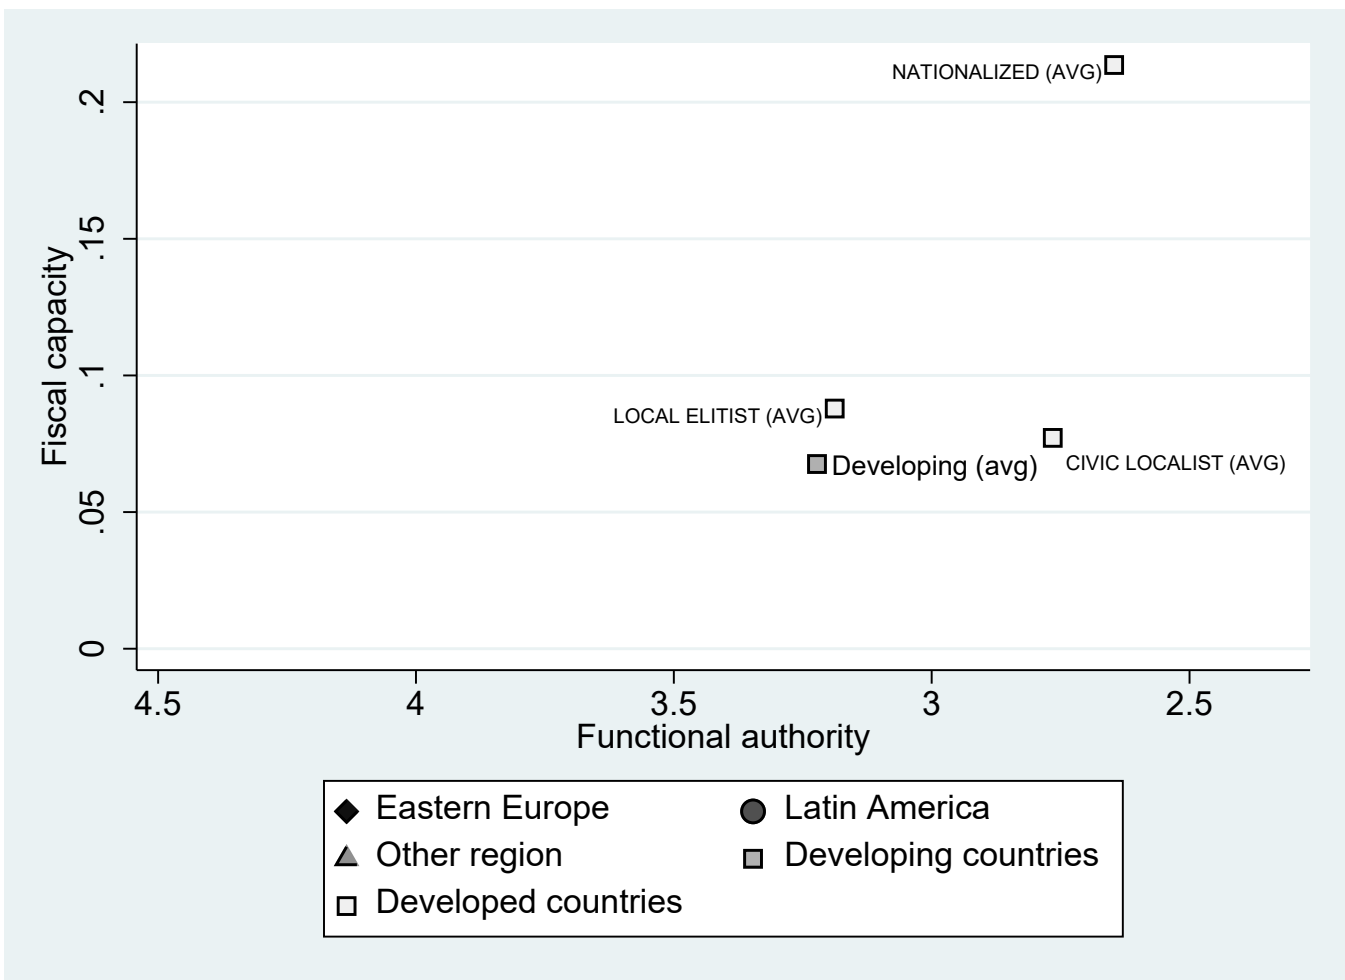 NATIONALIZED (AVG)
.2
.15
.1
.05
0
Fiscal capacity
LOCAL ELITIST (AVG)
Developing (avg)
CIVIC LOCALIST (AVG)
4.5 4 3.5 3 2.5
Functional authority
Eastern Europe Latin America
Other region Developing countries
Developed countries